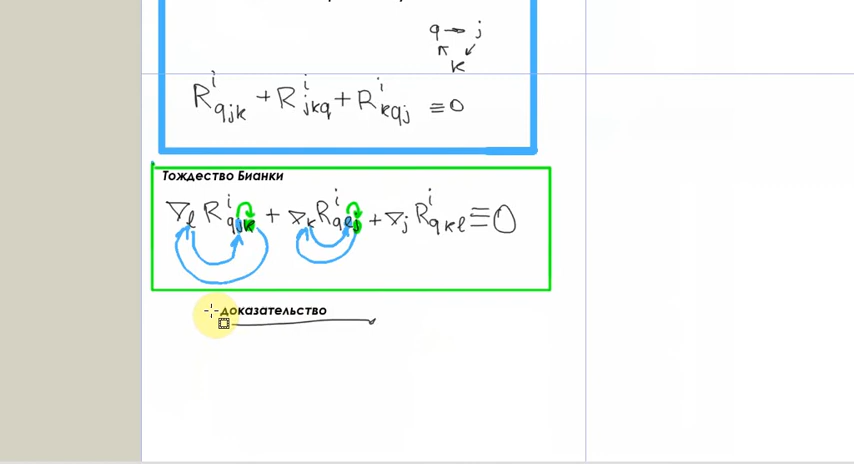 q → j
k
R^i_{qjk} + R^i_{jkq} + R^i_{kqj} ≡ 0
Тождество Бианки
∇_ℓ R^i_{qjk} + ∇_k R^i_{qℓj} + ∇_j R^i_{qkℓ} ≡ 0
доказательство